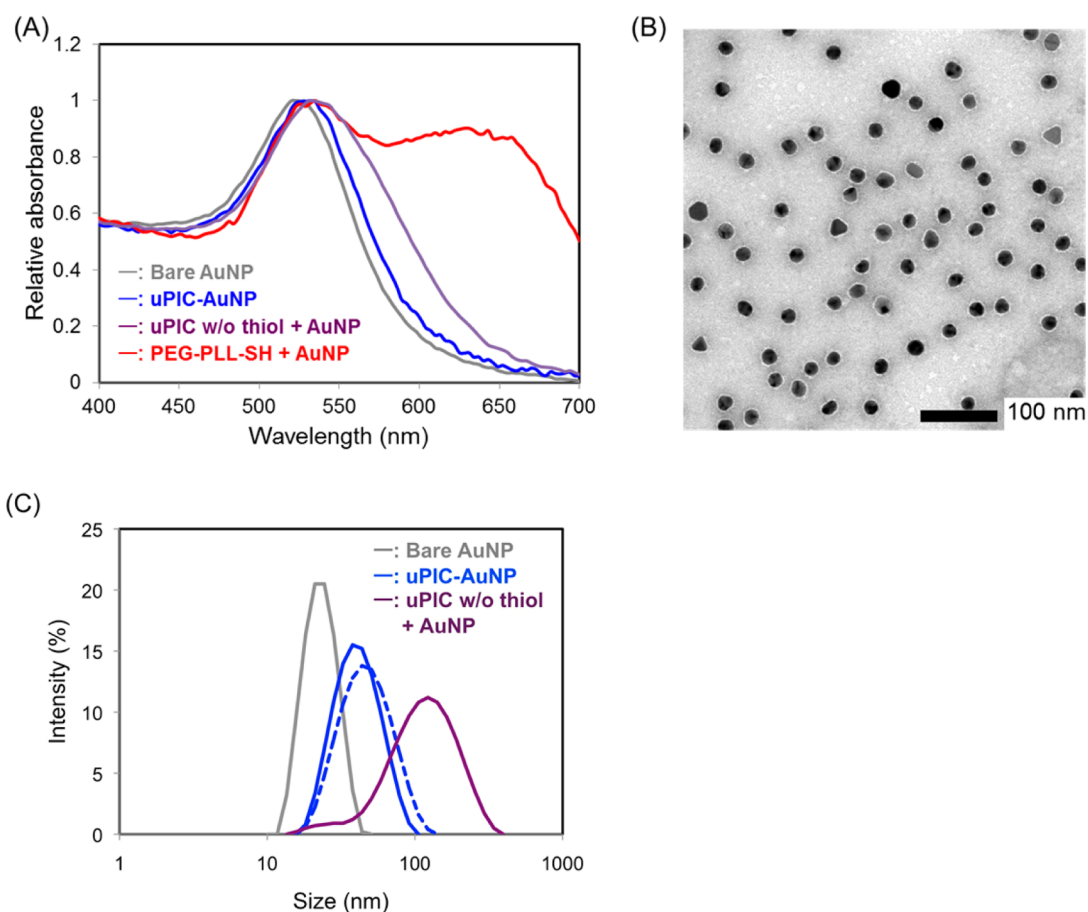 (A)
1.2
1
0.8
0.6
0.4
0.2
0
Relative absorbance
—: Bare AuNP
—: uPIC-AuNP
—: uPIC w/o thiol + AuNP
—: PEG-PLL-SH + AuNP
400 450 500 550 600 650 700
Wavelength (nm)
(B)
100 nm
(C)
25
20
15
10
5
0
Intensity (%)
—: Bare AuNP
—: uPIC-AuNP
—: uPIC w/o thiol
+ AuNP
1 10 100 1000
Size (nm)